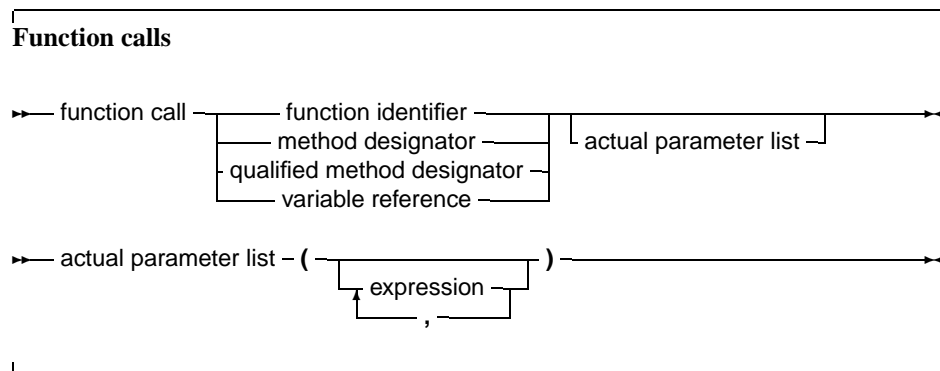 Function calls
function call function identifier
method designator actual parameter list
qualified method designator
variable reference
actual parameter list ( )
expression
,